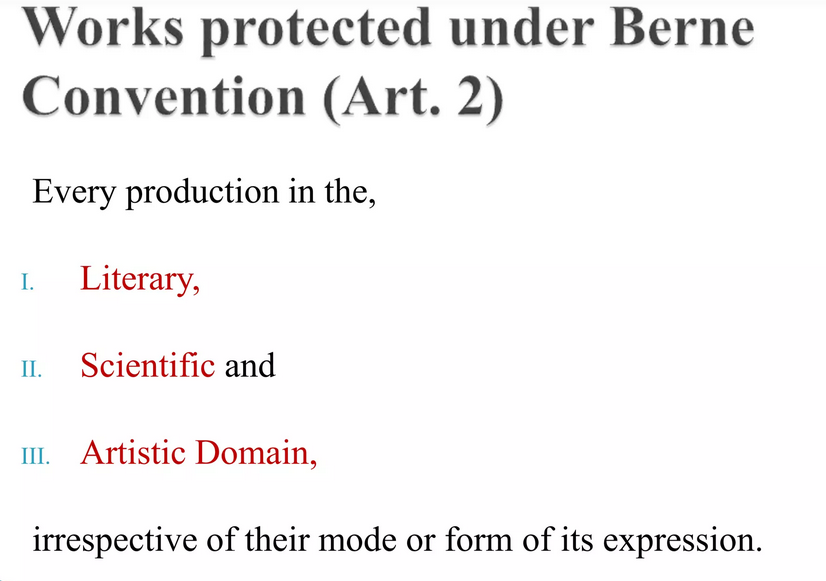 Works protected under Berne
Convention (Art. 2)
Every production in the,
I. Literary,
II. Scientific and
III. Artistic Domain,
irrespective of their mode or form of its expression.